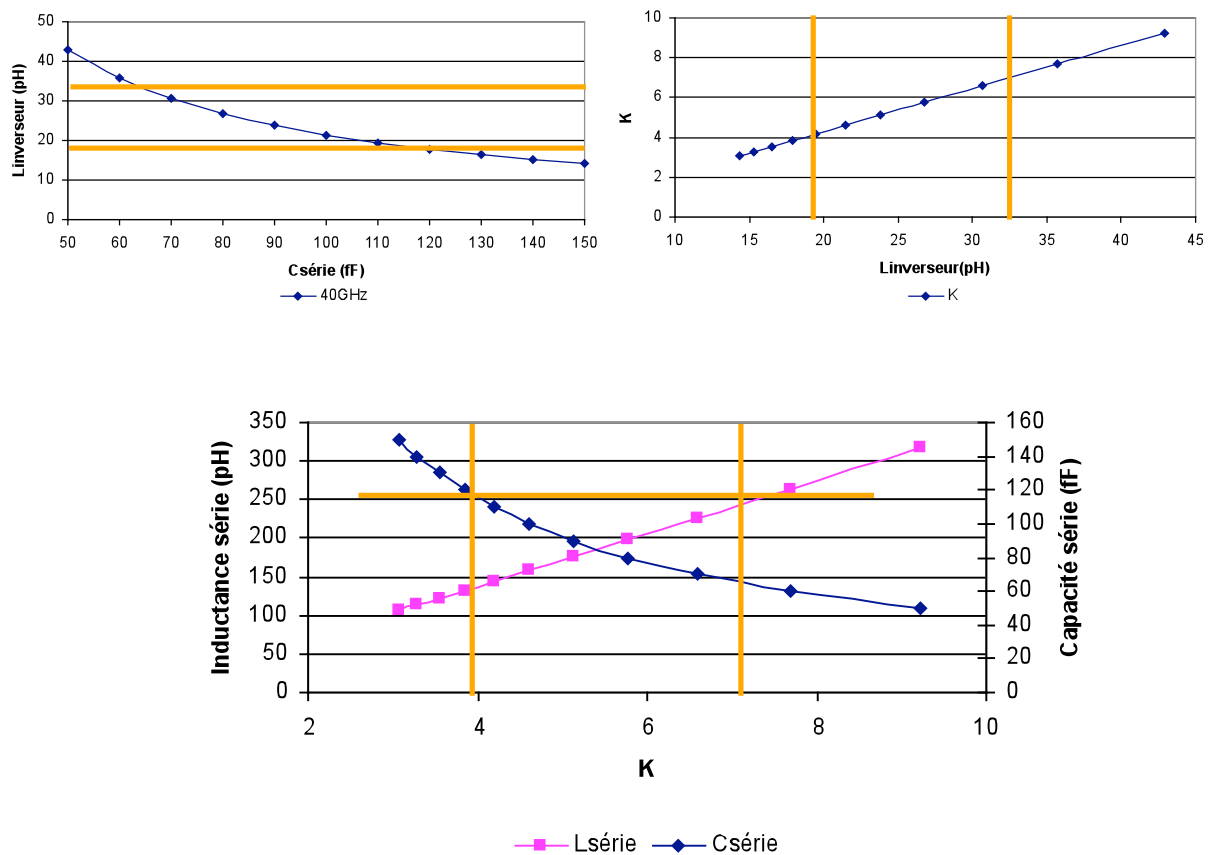 Linverseur (pH)
50
40
30
20
10
0
50 60 70 80 90 100 110 120 130 140 150
Csérie (fF)
40GHz
K
10
8
6
4
2
0
10 15 20 25 30 35 40 45
Linverseur(pH)
K
Inductance série (pH)
350
300
250
200
150
100
50
0
160
140
120
100
80
60
40
20
0
Capacité série (fF)
2 4 6 8 10
K
Lsérie Csérie